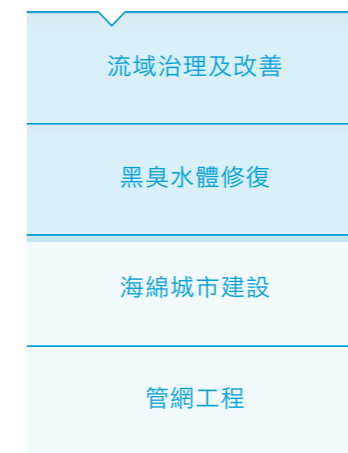 流域治理及改善
黑臭水體修復
海綿城市建設
管網工程